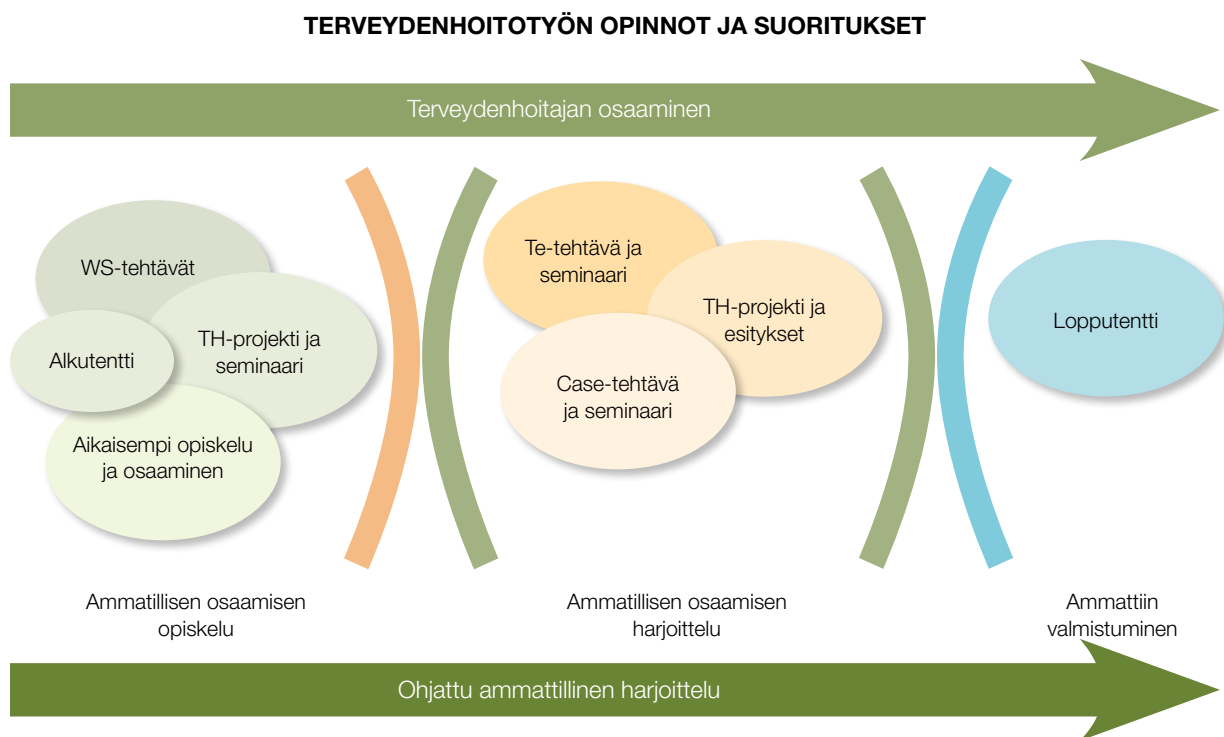 TERVEYDENHOITOTYÖN OPINNOT JA SUORITUKSET
Terveydenhoitajan osaaminen
WS-tehtävät
TH-projekti ja
seminaari
Alkutentti
Aikaisempi opiskelu
ja osaaminen
Te-tehtävä ja
seminaari
TH-projekti ja
esitykset
Case-tehtävä
ja seminaari
Lopputentti
Ammatillisen osaamisen
opiskelu
Ammatillisen osaamisen
harjoittelu
Ammattiin
valmistuminen
Ohjattu ammattillinen harjoittelu